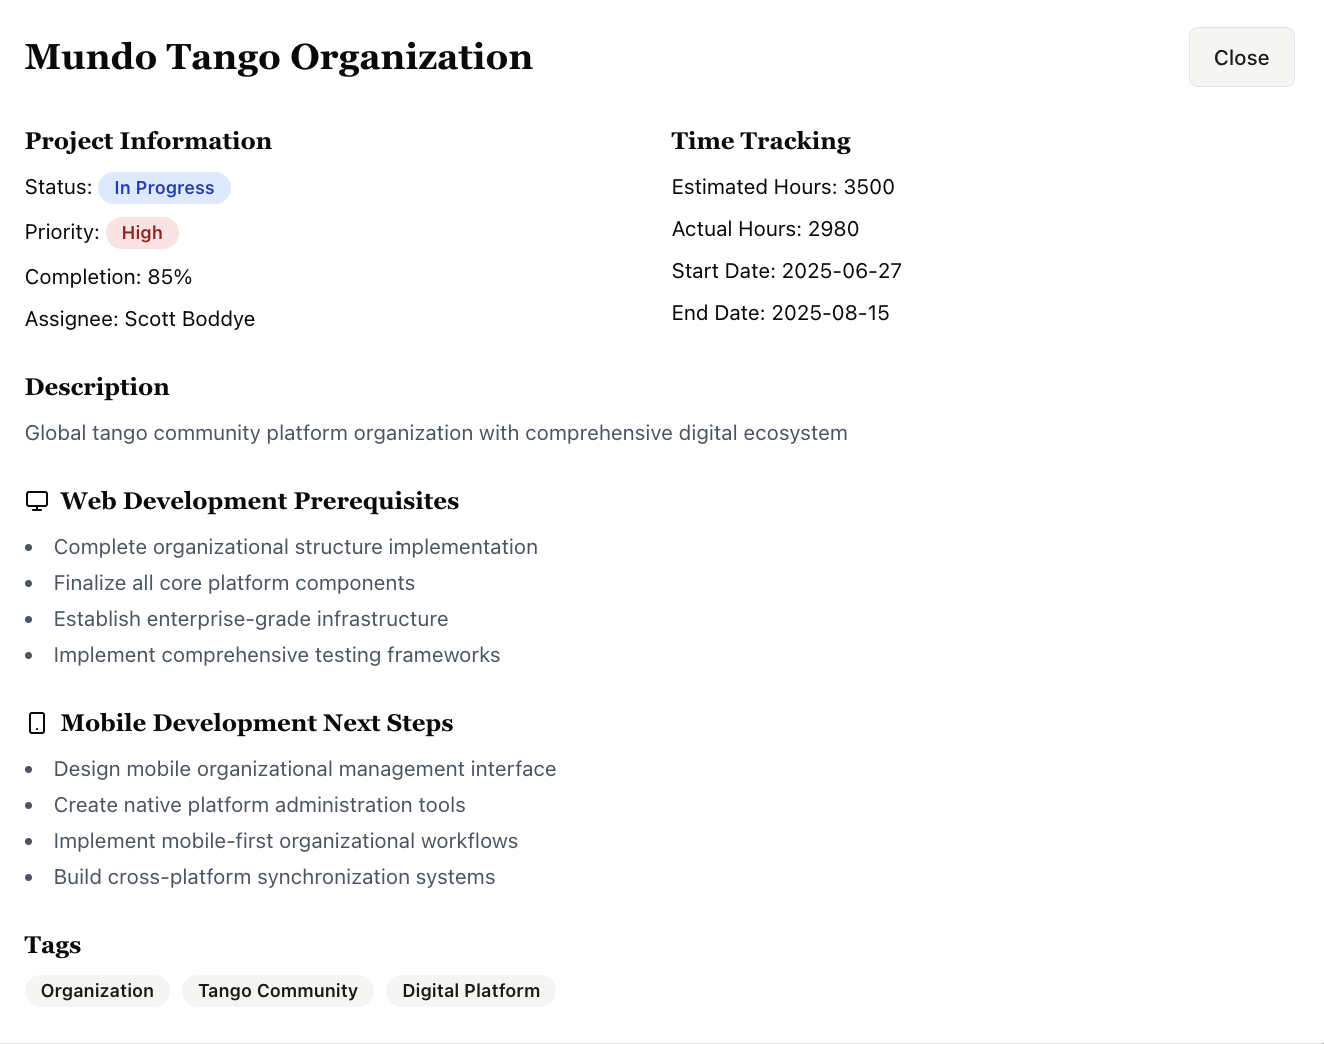 Mundo Tango Organization
Close
Project Information
Status: In Progress
Priority: High
Completion: 85%
Assignee: Scott Boddye
Time Tracking
Estimated Hours: 3500
Actual Hours: 2980
Start Date: 2025-06-27
End Date: 2025-08-15
Description
Global tango community platform organization with comprehensive digital ecosystem
Web Development Prerequisites
• Complete organizational structure implementation
• Finalize all core platform components
• Establish enterprise-grade infrastructure
• Implement comprehensive testing frameworks
Mobile Development Next Steps
• Design mobile organizational management interface
• Create native platform administration tools
• Implement mobile-first organizational workflows
• Build cross-platform synchronization systems
Tags
Organization Tango Community Digital Platform